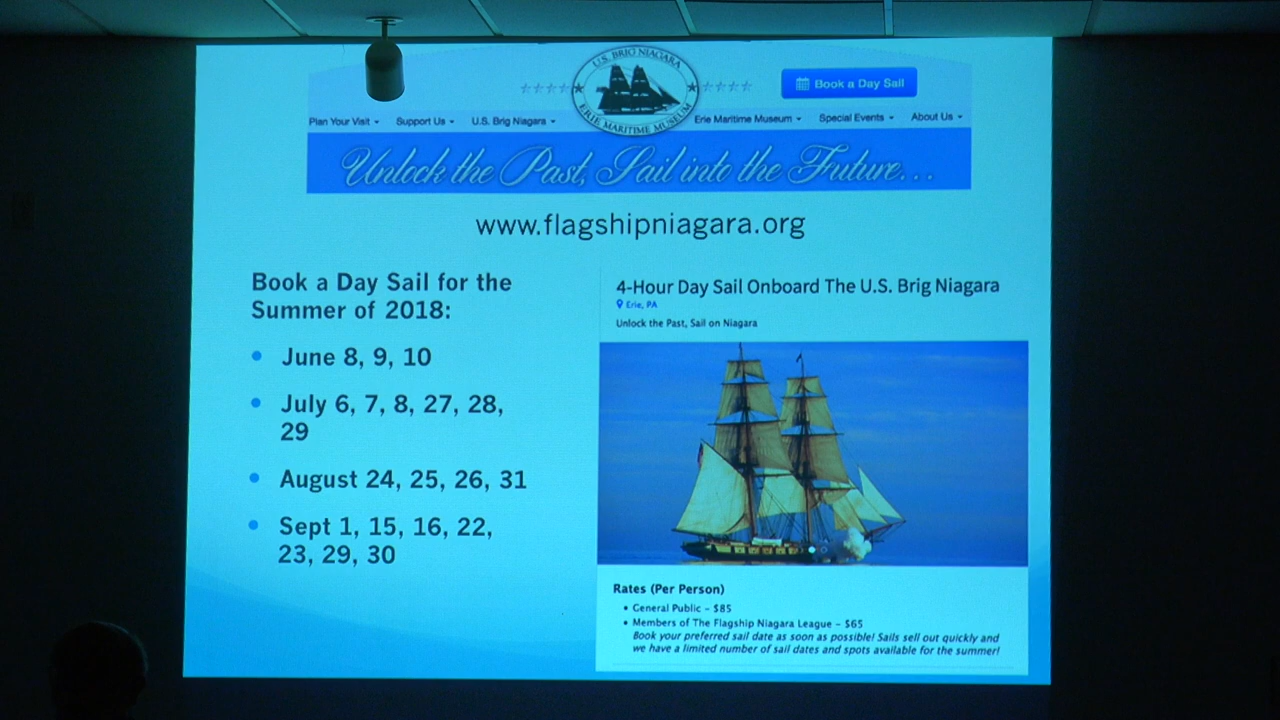 U.S. BRIG NIAGARA
ERIE MARITIME MUSEUM
Book a Day Sail
Plan Your Visit
Support Us
U.S. Brig Niagara
Erie Maritime Museum
Special Events
About Us
Unlock the Past, Sail into the Future...
www.flagshipniagara.org
Book a Day Sail for the
Summer of 2018:
• June 8, 9, 10
• July 6, 7, 8, 27, 28,
29
• August 24, 25, 26, 31
• Sept 1, 15, 16, 22,
23, 29, 30
4-Hour Day Sail Onboard The U.S. Brig Niagara
Erie, PA
Unlock the Past, Sail on Niagara
Rates (Per Person)
• General Public – $85
• Members of The Flagship Niagara League – $65
Book your preferred sail date as soon as possible! Sails sell out quickly and
we have a limited number of sail dates and spots available for the summer!